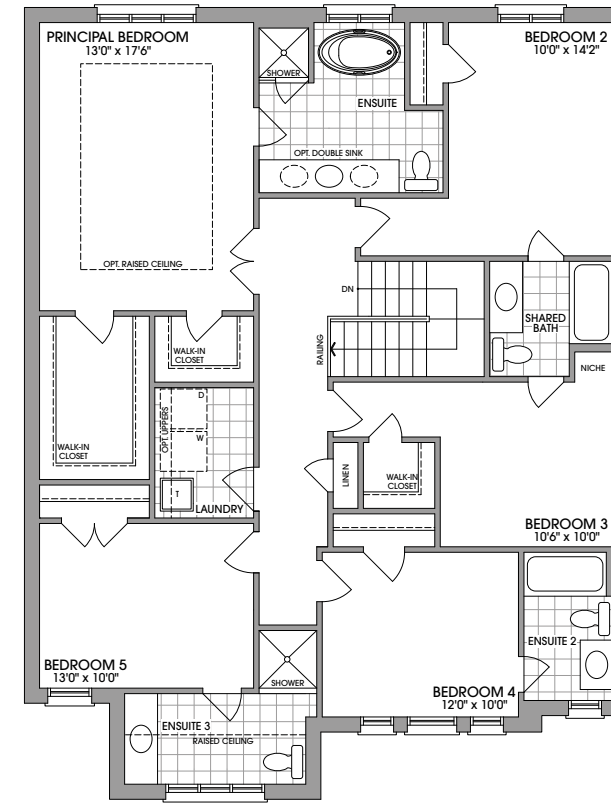 PRINCIPAL BEDROOM
13'0" x 17'6"
OPT. RAISED CEILING
SHOWER
ENSUITE
OPT. DOUBLE SINK
BEDROOM 2
10'0" x 14'2"
DN
RAILING
SHARED
BATH
NICHE
WALK-IN
CLOSET
WALK-IN
CLOSET
D
W
OPT. UPPERS
T
LAUNDRY
LINEN
WALK-IN
CLOSET
BEDROOM 3
10'6" x 10'0"
BEDROOM 5
13'0" x 10'0"
SHOWER
ENSUITE 3
RAISED CEILING
BEDROOM 4
12'0" x 10'0"
ENSUITE 2